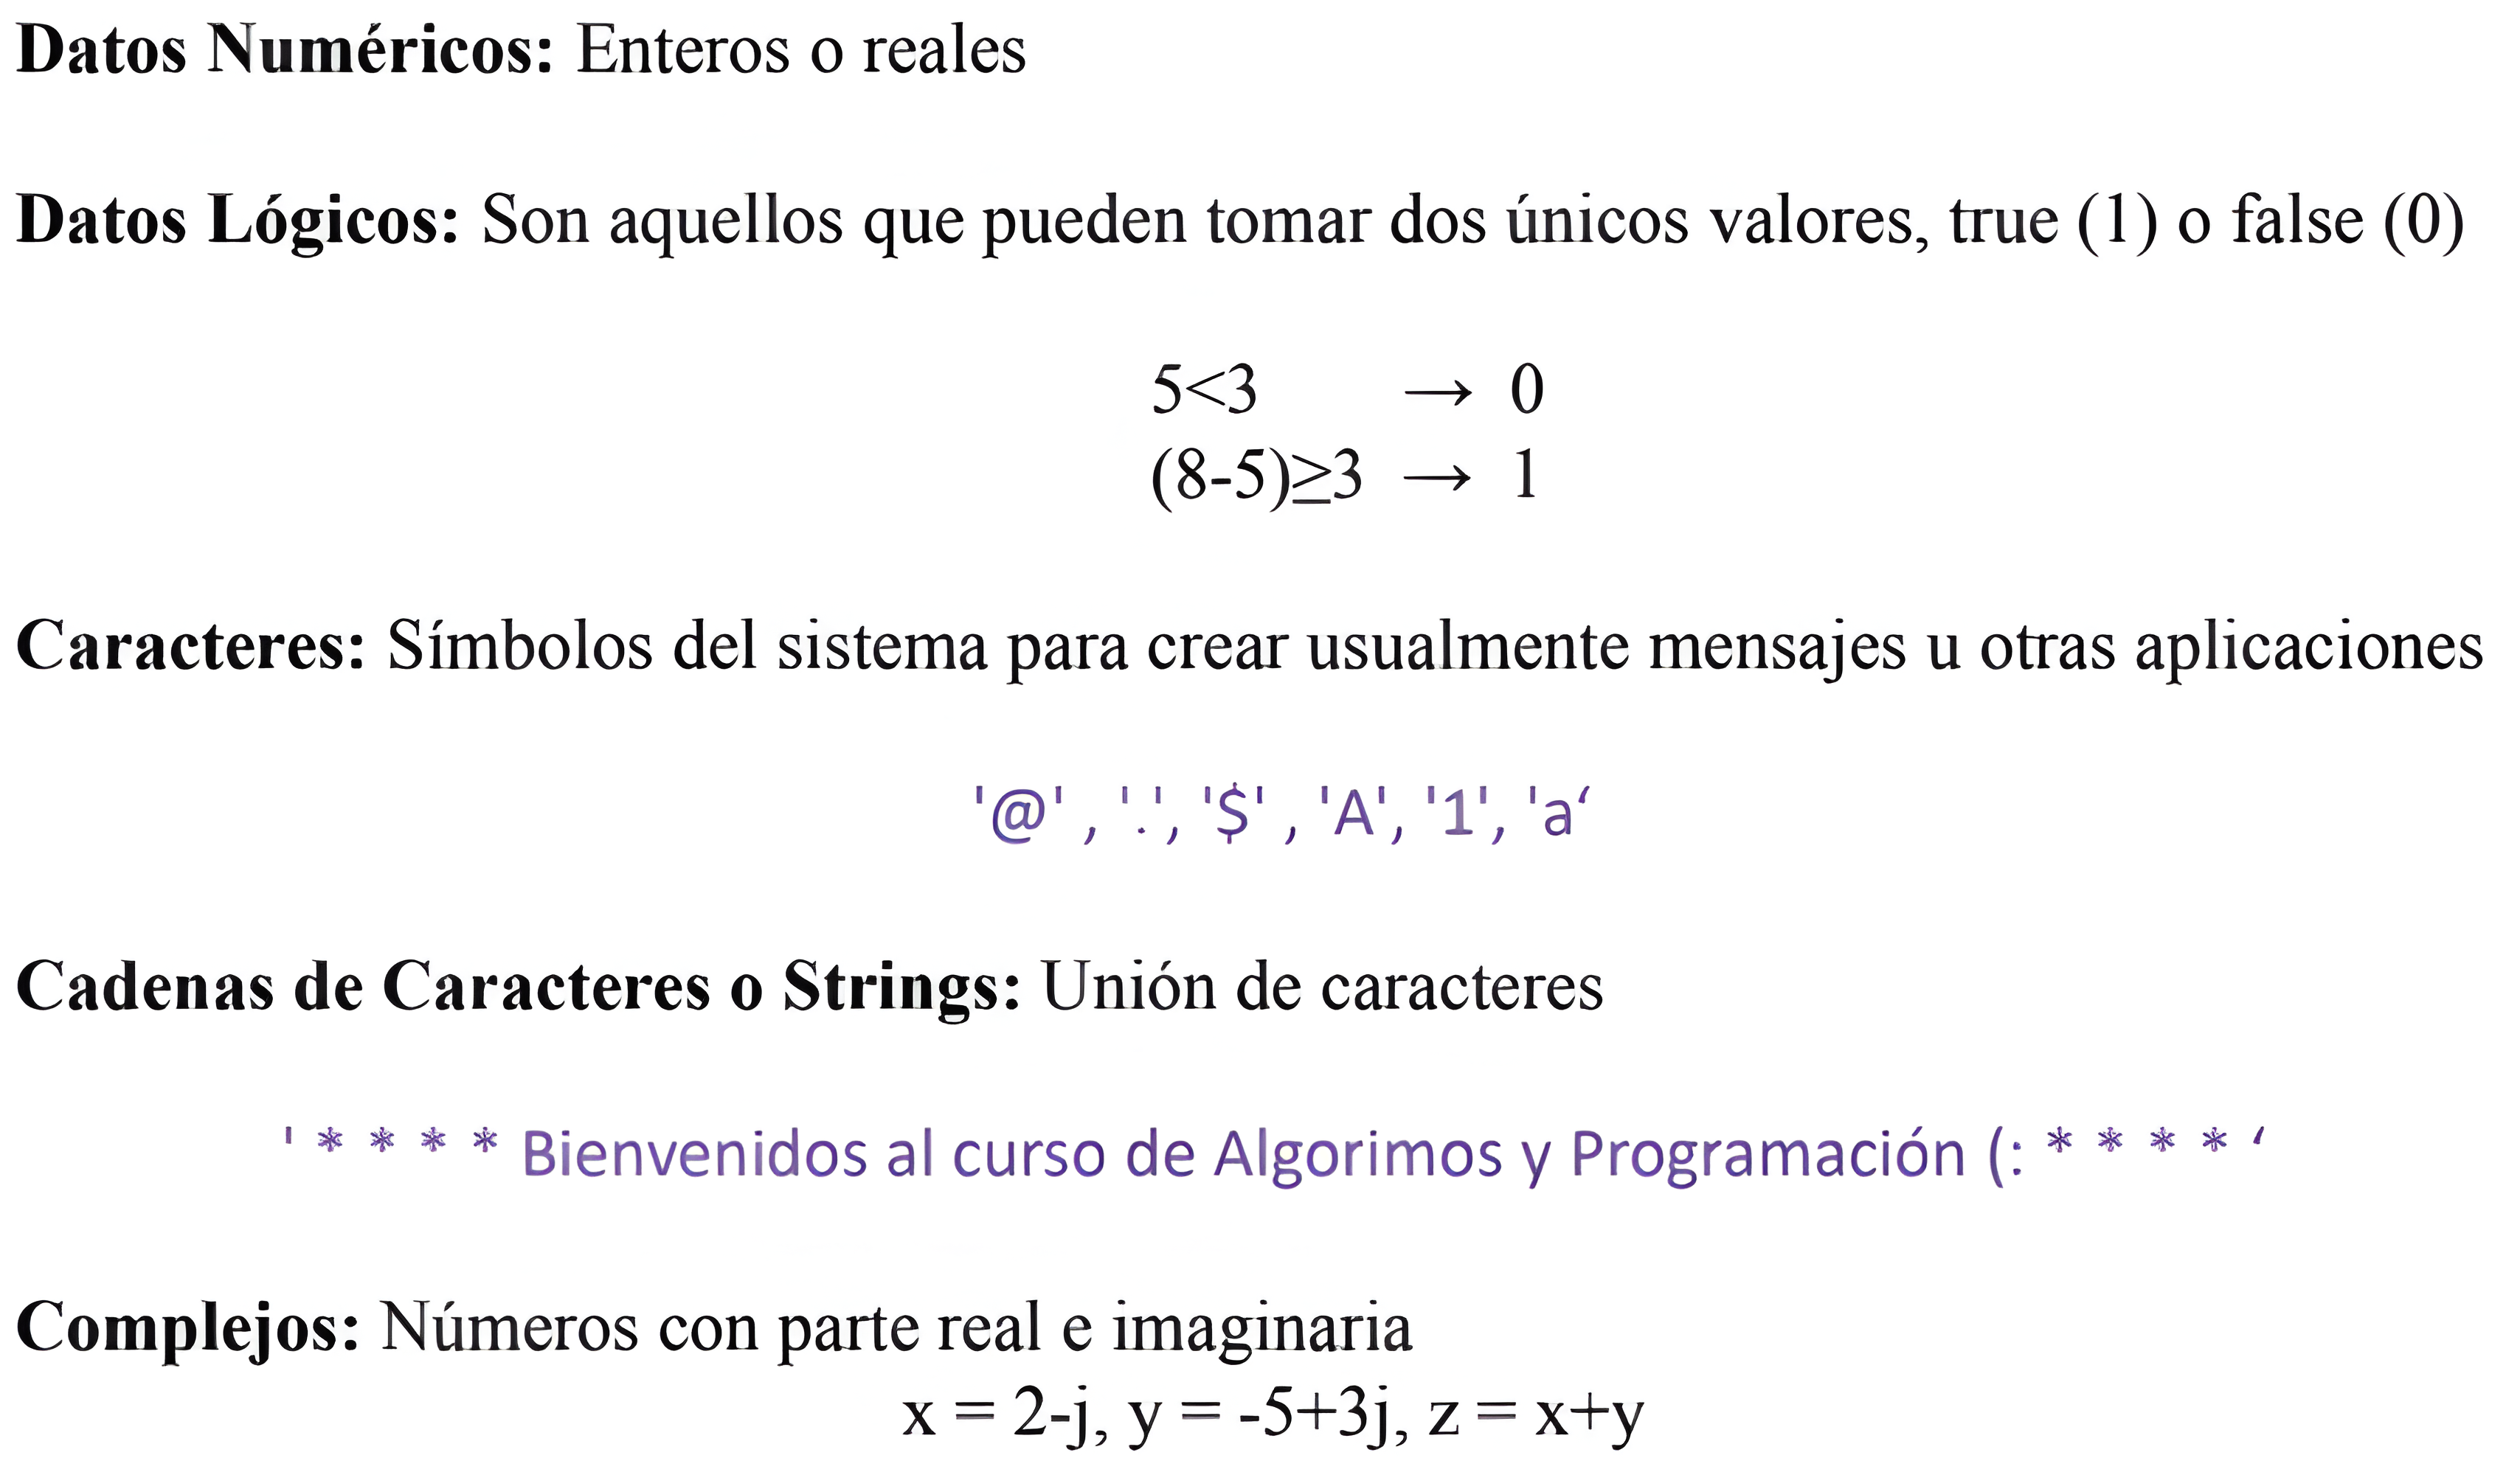 Datos Numéricos: Enteros o reales
Datos Lógicos: Son aquellos que pueden tomar dos únicos valores, true (1) o false (0)
5<3 → 0
(8-5)≥3 → 1
Caracteres: Símbolos del sistema para crear usualmente mensajes u otras aplicaciones
'@' , '.', '$' , 'A', '1', 'a‘
Cadenas de Caracteres o Strings: Unión de caracteres
' * * * * Bienvenidos al curso de Algorimos y Programación (: * * * * ‘
Complejos: Números con parte real e imaginaria
x = 2-j, y = -5+3j, z = x+y